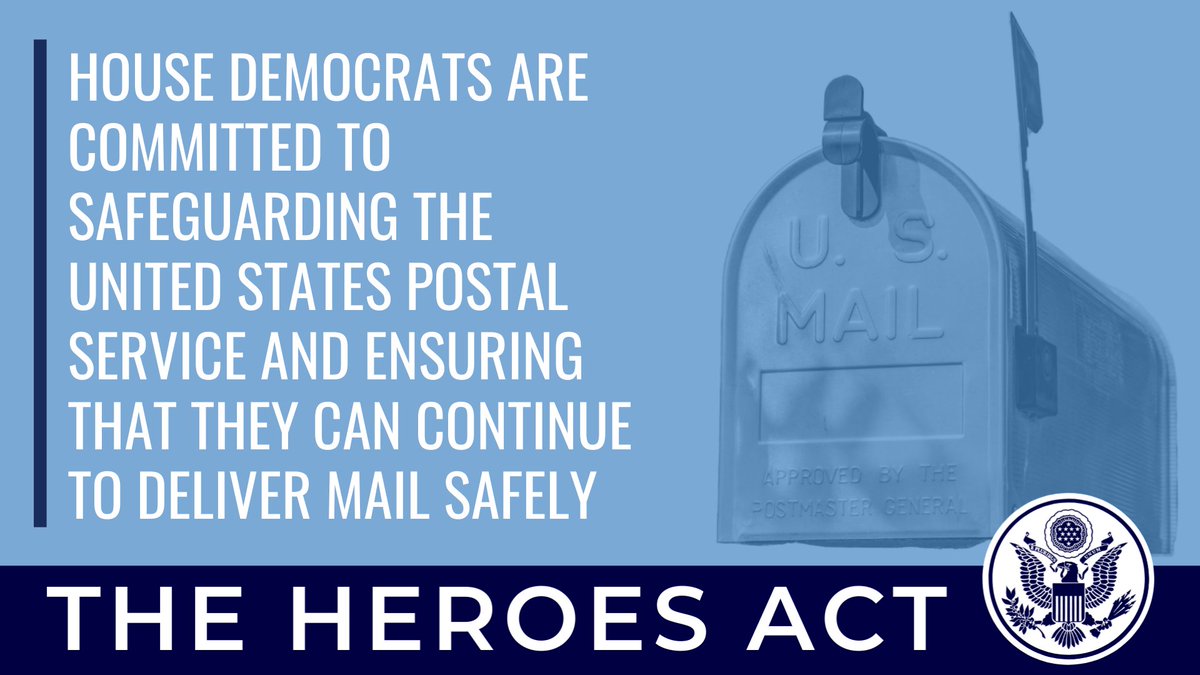 HOUSE DEMOCRATS ARE
COMMITTED TO
SAFEGUARDING THE
UNITED STATES POSTAL
SERVICE AND ENSURING
THAT THEY CAN CONTINUE
TO DELIVER MAIL SAFELY
U. S.
MAIL
APPROVED BY THE
POSTMASTER GENERAL
THE HEROES ACT